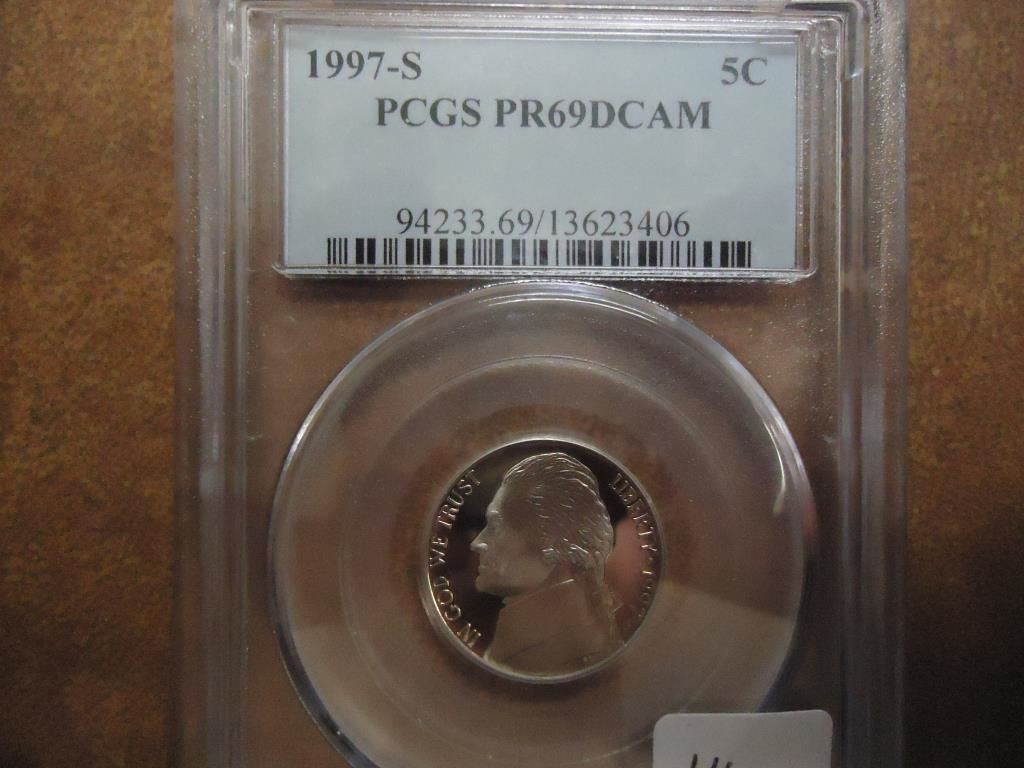 1997-S 5C
PCGS PR69DCAM
94233.69/13623406
IN GOD WE TRUST
LIBERTY